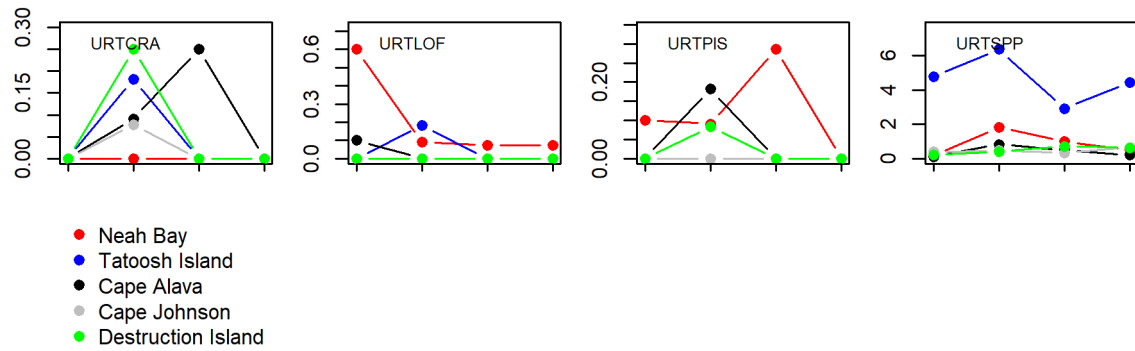 URTCRA
0.00 0.15 0.30
URTLOF
0.0 0.3 0.6
URTPIS
0.00 0.20
URTSPP
0 2 4 6
Neah Bay
Tatoosh Island
Cape Alava
Cape Johnson
Destruction Island